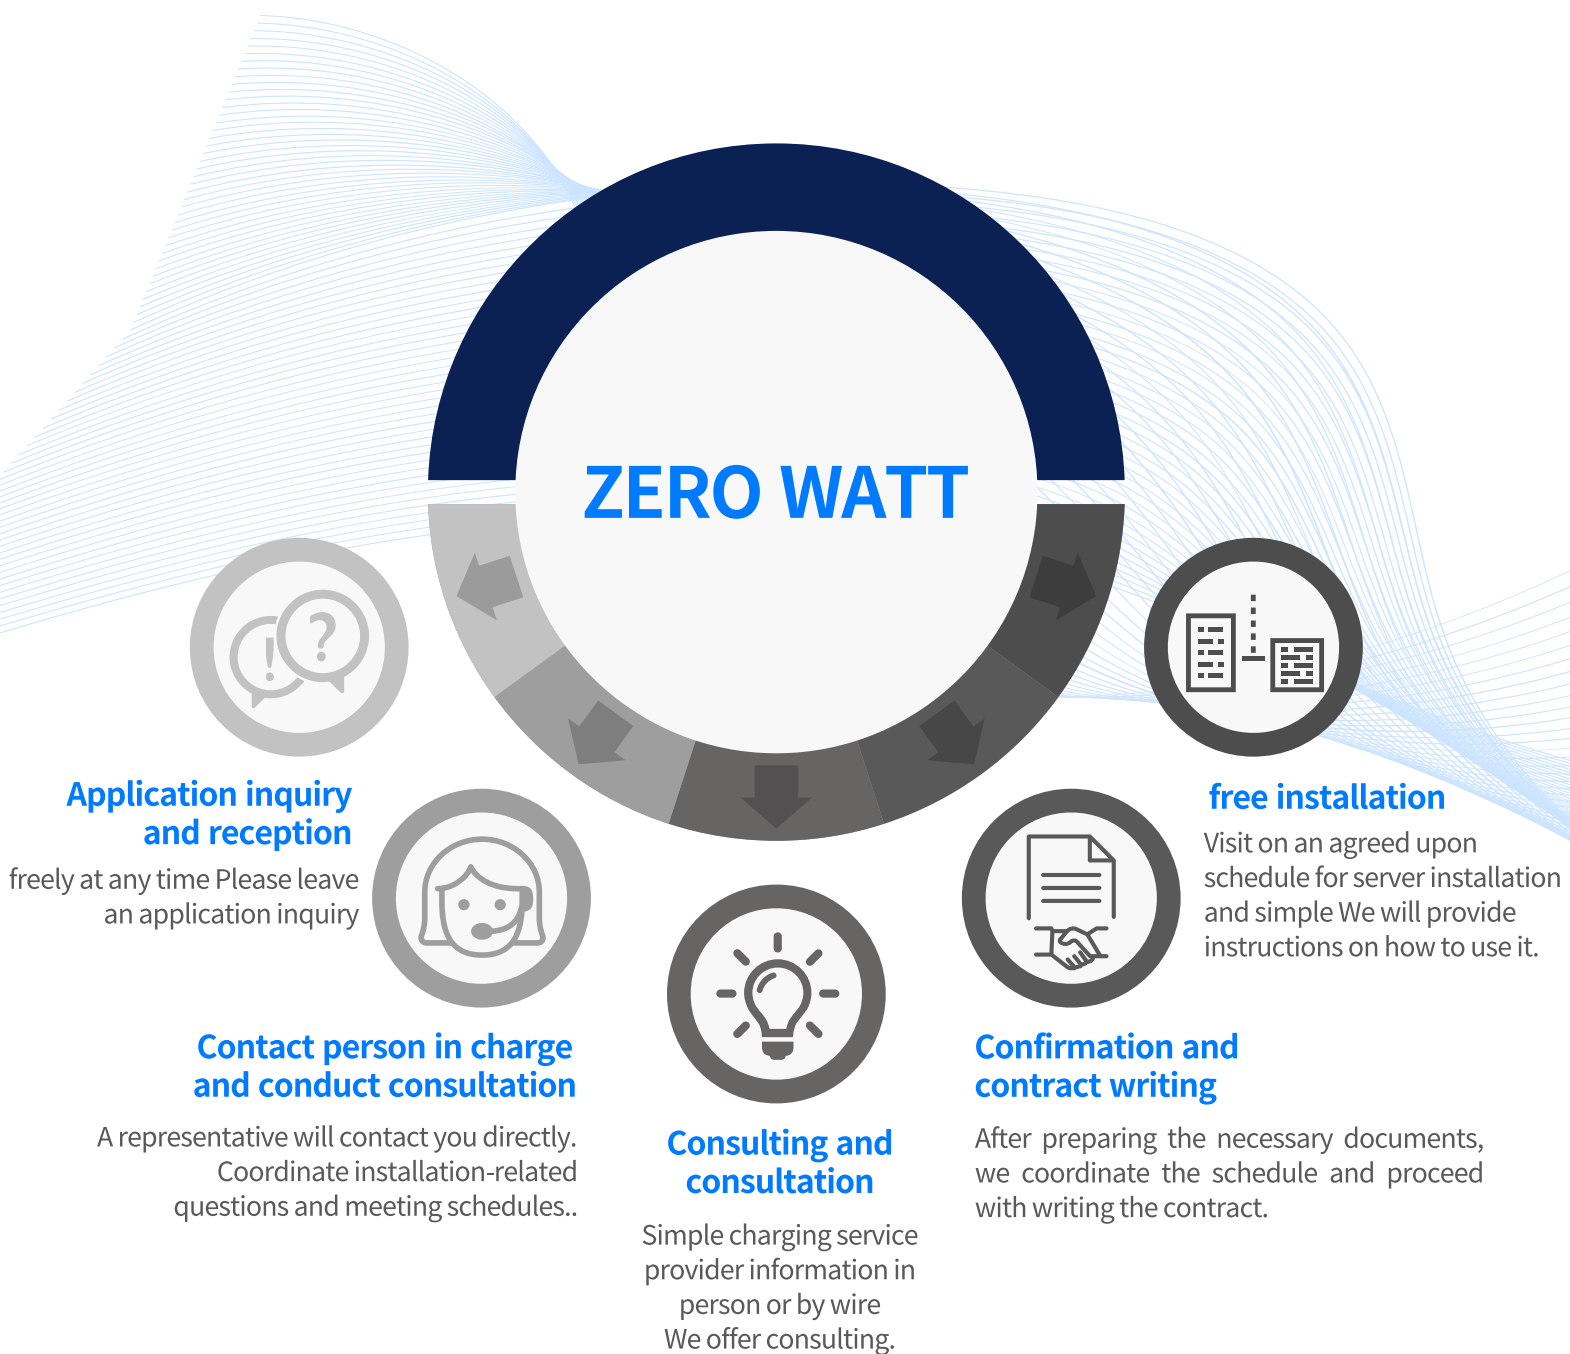 ZERO WATT
Application inquiry
and reception
freely at any time Please leave
an application inquiry
Contact person in charge
and conduct consultation
A representative will contact you directly.
Coordinate installation-related
questions and meeting schedules..
Consulting and
consultation
Simple charging service
provider information in
person or by wire
We offer consulting.
Confirmation and
contract writing
After preparing the necessary documents,
we coordinate the schedule and proceed
with writing the contract.
free installation
Visit on an agreed upon
schedule for server installation
and simple We will provide
instructions on how to use it.